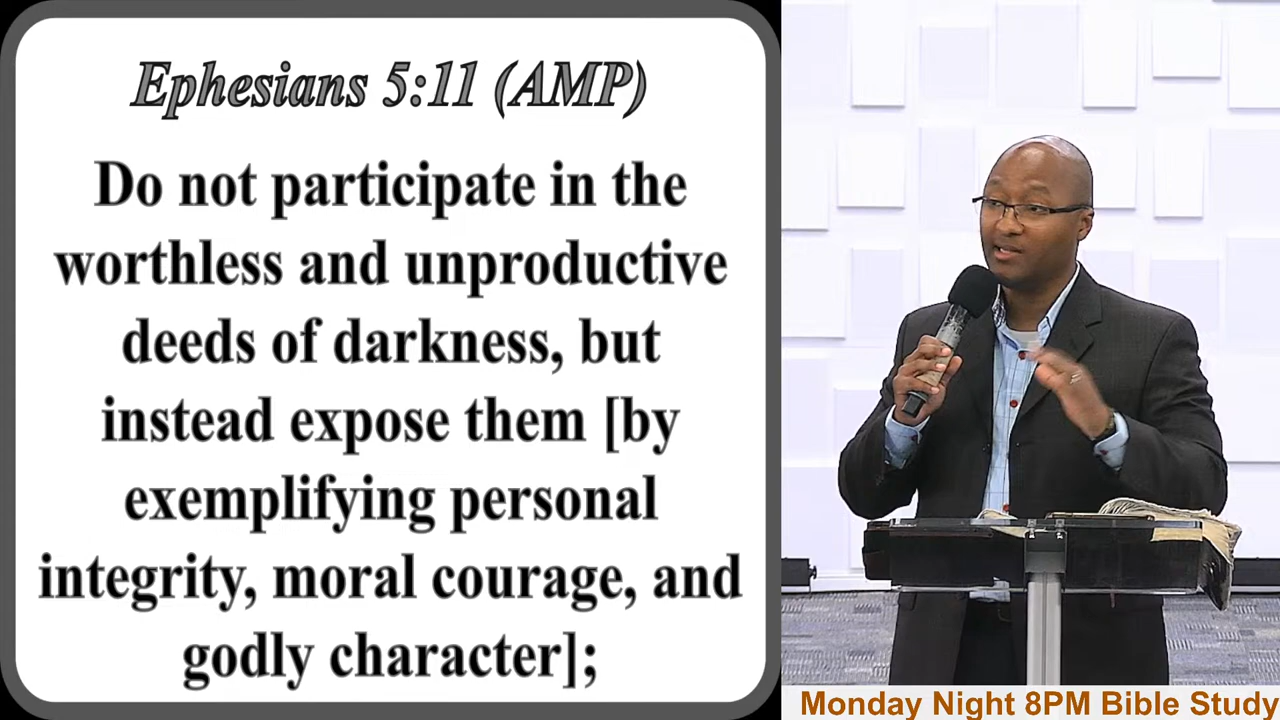 Ephesians 5:11 (AMP)
Do not participate in the
worthless and unproductive
deeds of darkness, but
instead expose them [by
exemplifying personal
integrity, moral courage, and
godly character];
Monday Night 8PM Bible Study